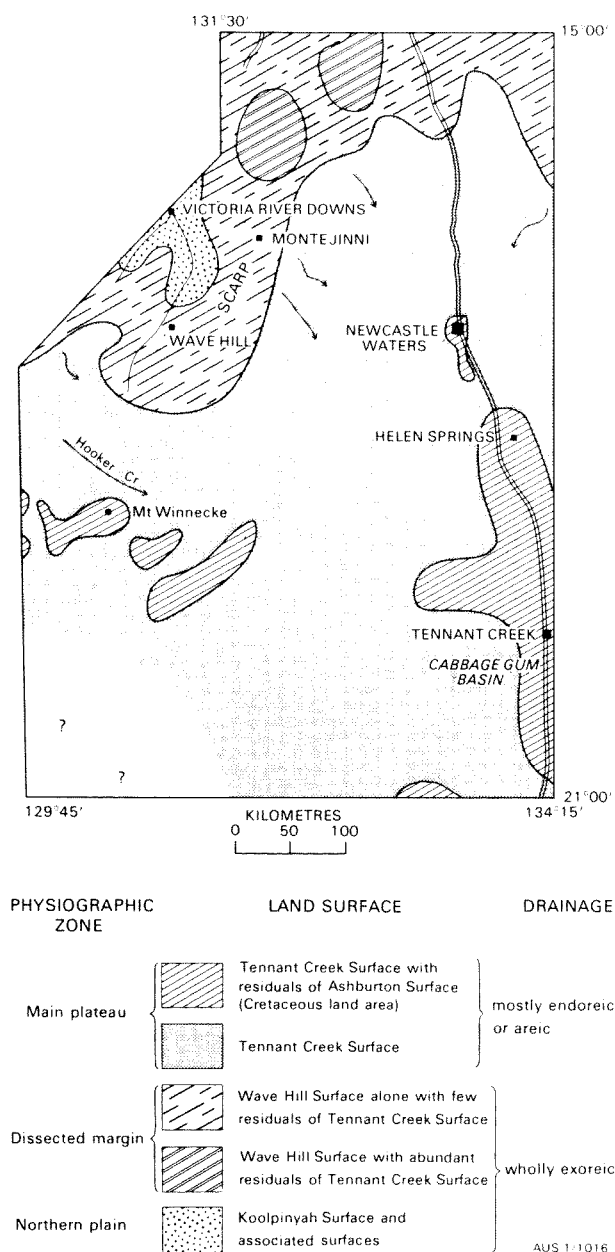 131°30'
15°00'
VICTORIA RIVER DOWNS
MONTEJINNI
SCARP
WAVE HILL
NEWCASTLE
WATERS
HELEN SPRINGS
Hooker Cr
Mt Winnecke
TENNANT CREEK
CABBAGE GUM
BASIN
?
?
21°00'
129°45'
KILOMETRES
134°15'
0 50 100
PHYSIOGRAPHIC
ZONE
LAND SURFACE
DRAINAGE
Main plateau
Tennant Creek Surface with
residuals of Ashburton Surface
(Cretaceous land area)
Tennant Creek Surface
mostly endoreic
or areic
Dissected margin
Wave Hill Surface alone with few
residuals of Tennant Creek Surface
Wave Hill Surface with abundant
residuals of Tennant Creek Surface
wholly exoreic
Northern plain
Koolpinyah Surface and
associated surfaces
AUS 1/1016